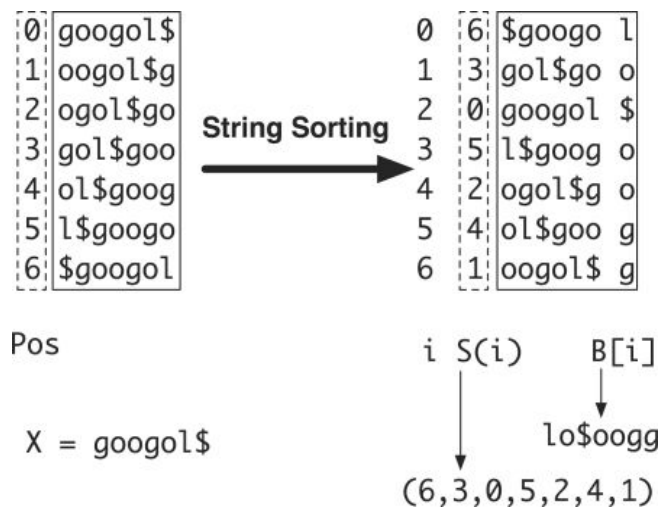 0 googol$ 0 6 $googo l
1 oogol$g 1 3 gol$go o
2 ogol$go 2 0 googol $
String Sorting
3 gol$goo 3 5 l$goog o
4 ol$goog 4 2 ogol$g o
5 l$googo 5 4 ol$goo g
6 $googol 6 1 oogol$ g
Pos i S(i) B[i]
X = googol$ lo$oogg
(6,3,0,5,2,4,1)